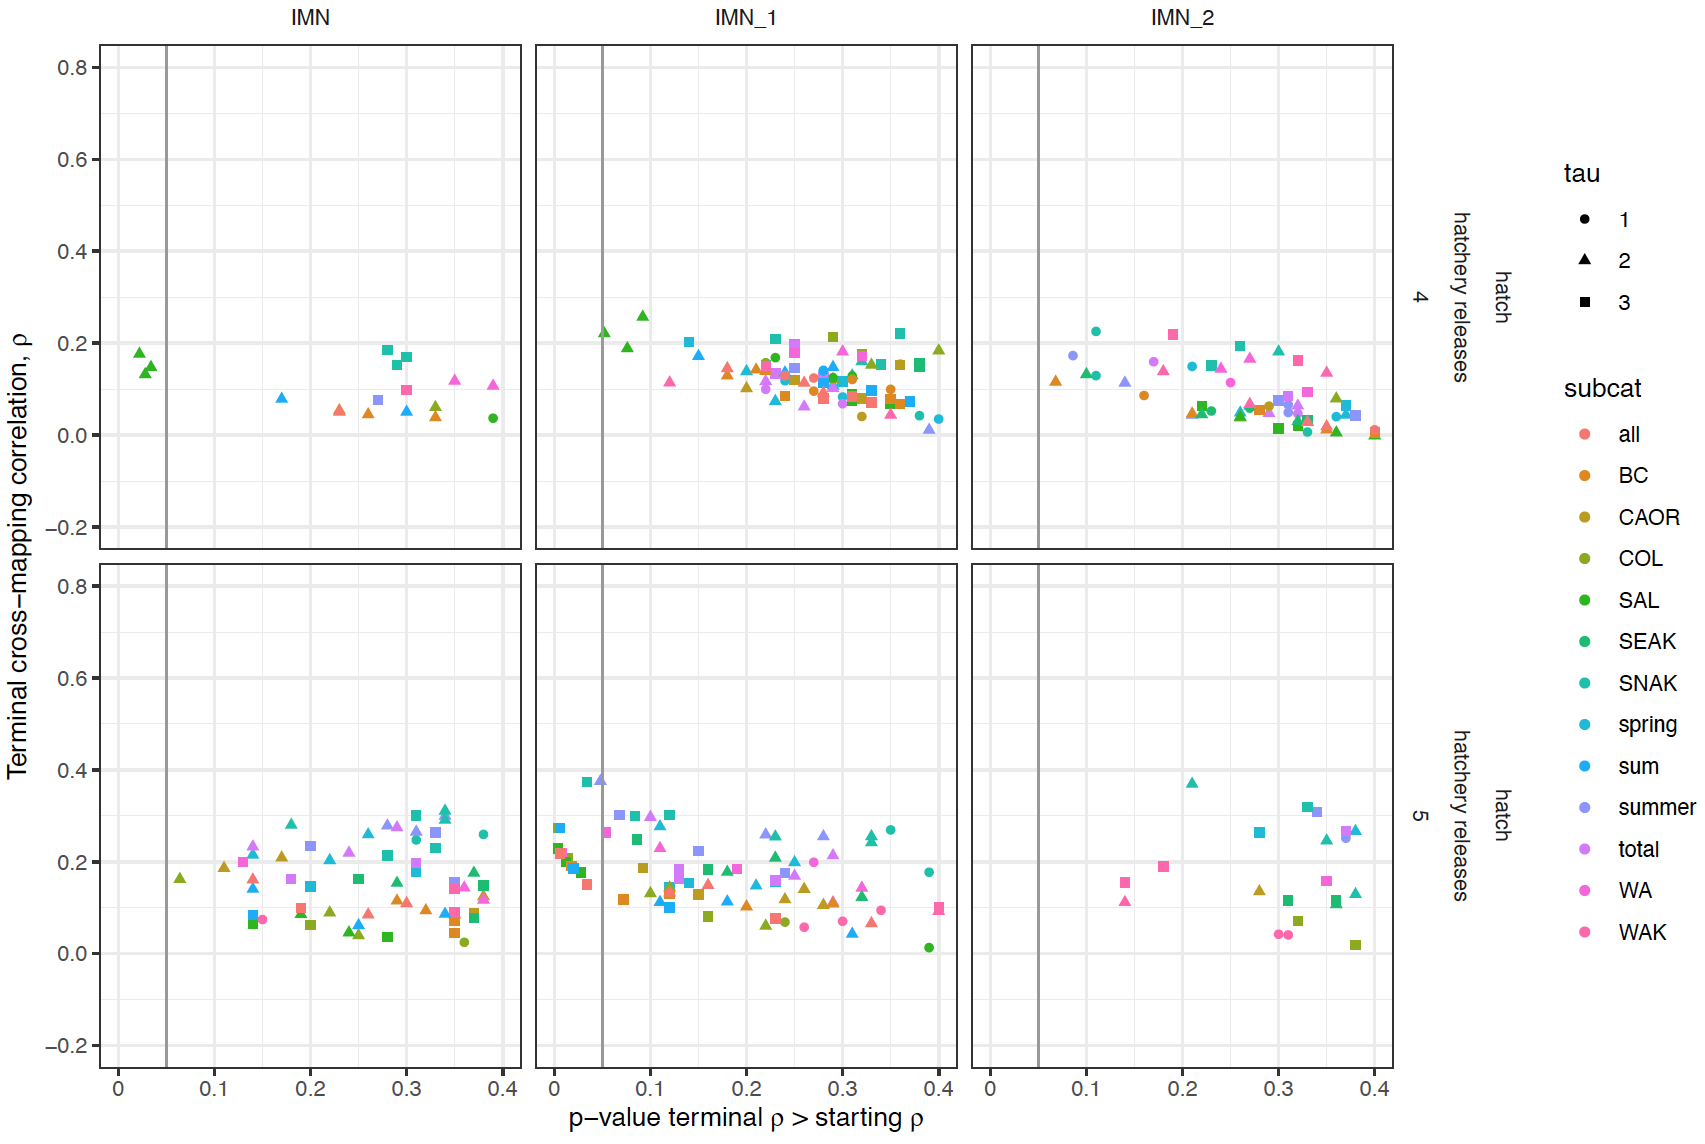 IMN IMN_1 IMN_2
0.8
0.6
0.4
0.2
0.0
−0.2
hatch
hatchery releases
4
0.8
0.6
0.4
0.2
0.0
−0.2
hatch
hatchery releases
5
0 0.1 0.2 0.3 0.4 0 0.1 0.2 0.3 0.4 0 0.1 0.2 0.3 0.4
p−value terminal ρ > starting ρ
Terminal cross−mapping correlation, ρ
tau
1
2
3
subcat
all
BC
CAOR
COL
SAL
SEAK
SNAK
spring
sum
summer
total
WA
WAK